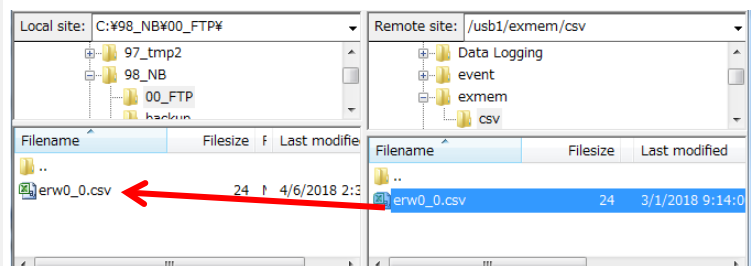 Local site: C:¥98_NB¥00_FTP¥
97_tmp2
98_NB
00_FTP
backup
Filename Filesize F Last modifie
..
erw0_0.csv 24 4/6/2018 2:3
Remote site: /usb1/exmem/csv
Data Logging
event
exmem
csv
Filename Filesize Last modified
..
erw0_0.csv 24 3/1/2018 9:14:0